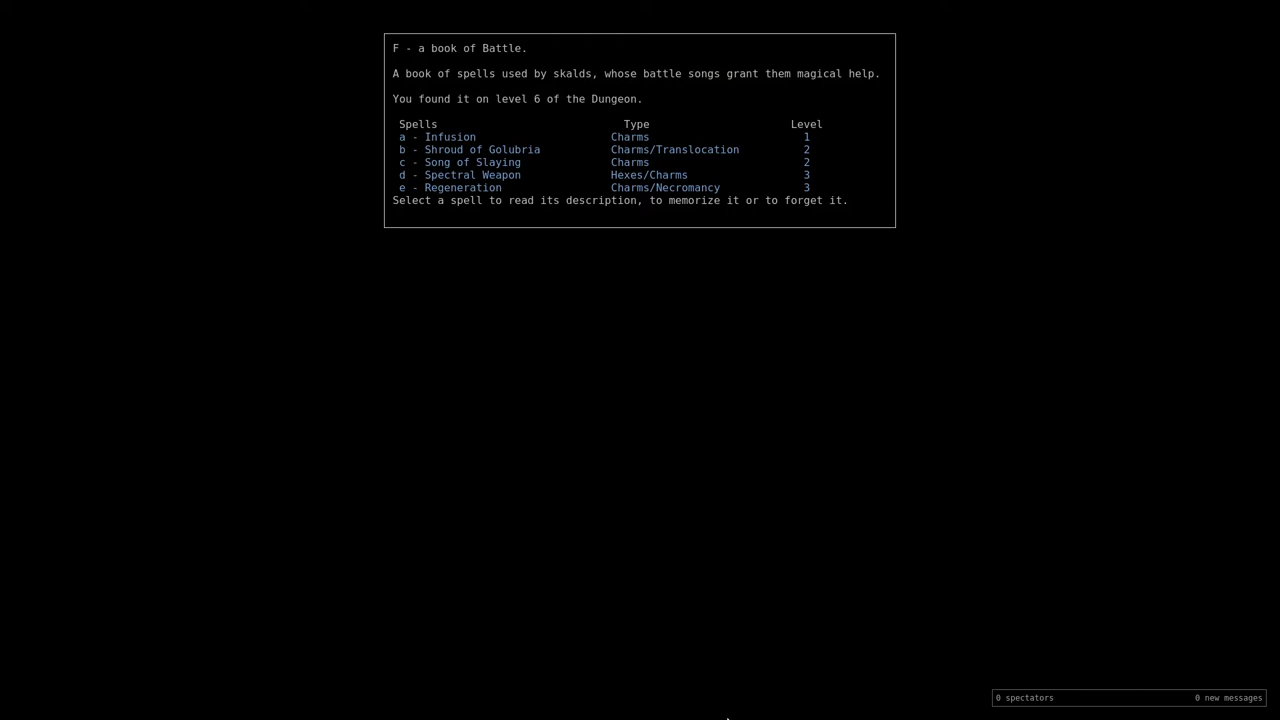 F - a book of Battle.
A book of spells used by skalds, whose battle songs grant them magical help.
You found it on level 6 of the Dungeon.
Spells Type Level
a - Infusion Charms 1
b - Shroud of Golubria Charms/Translocation 2
c - Song of Slaying Charms 2
d - Spectral Weapon Hexes/Charms 3
e - Regeneration Charms/Necromancy 3
Select a spell to read its description, to memorize it or to forget it.
0 spectators 0 new messages